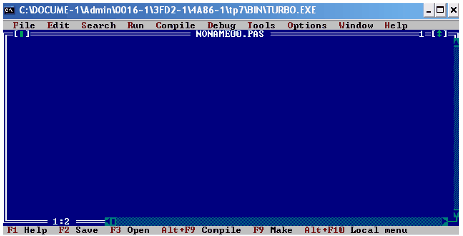 C:\DOCUME~1\Admin\0016~1\3FD2~1\4A86~1\tp7\BIN\TURBO.EXE
File Edit Search Run Compile Debug Tools Options Window Help
NONAME00.PAS 1=[↕]
1:2
F1 Help F2 Save F3 Open Alt+F9 Compile F9 Make Alt+F10 Local menu